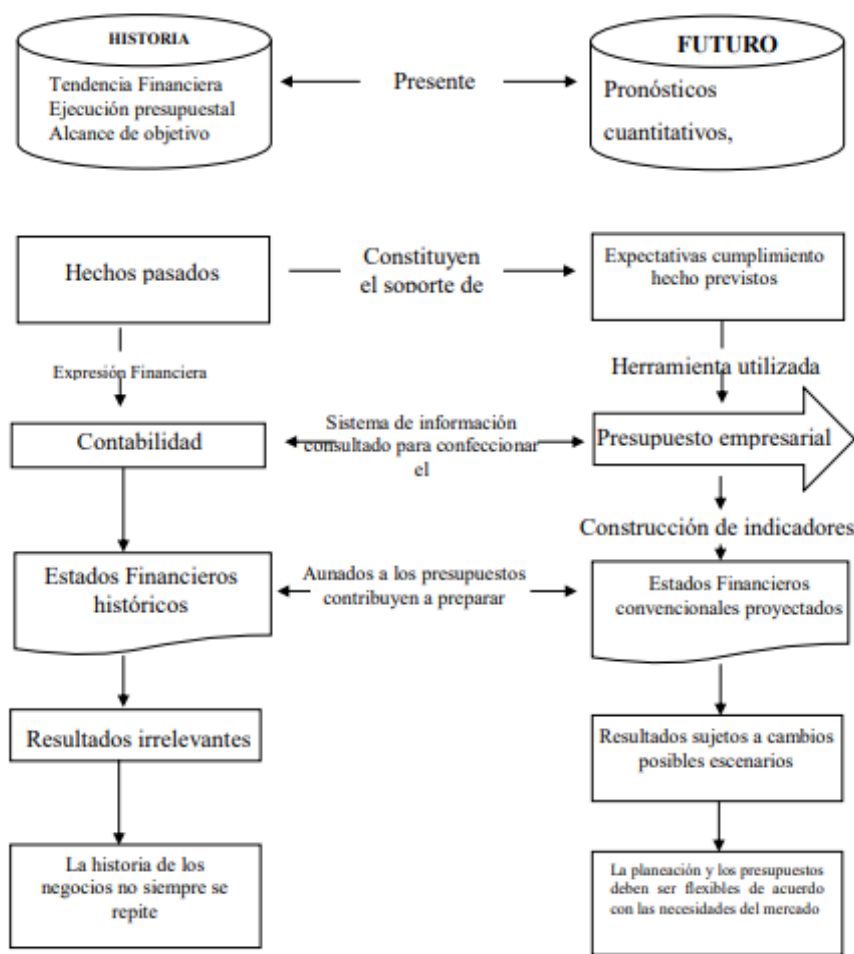 HISTORIA
Tendencia Financiera
Ejecución presupuestal
Alcance de objetivo
Presente
FUTURO
Pronósticos
cuantitativos,
Hechos pasados
Constituyen
el soporte de
Expectativas cumplimiento
hecho previstos
Expresión Financiera
Herramienta utilizada
Contabilidad
Sistema de información
consultado para confeccionar
el
Presupuesto empresarial
Construcción de indicadores
Estados Financieros
históricos
Aunados a los presupuestos
contribuyen a preparar
Estados Financieros
convencionales proyectados
Resultados irrelevantes
Resultados sujetos a cambios
posibles escenarios
La historia de los
negocios no siempre se
repite
La planeación y los presupuestos
deben ser flexibles de acuerdo
con las necesidades del mercado